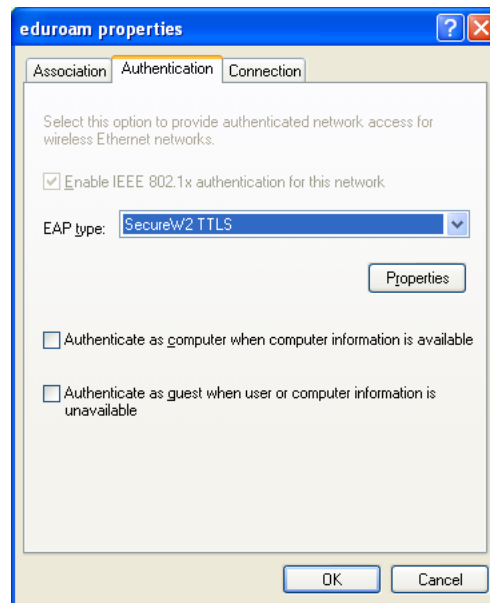 eduroam properties
Association Authentication Connection
Select this option to provide authenticated network access for
wireless Ethernet networks.
Enable IEEE 802.1x authentication for this network
EAP type: SecureW2 TTLS
Properties
Authenticate as computer when computer information is available
Authenticate as guest when user or computer information is
unavailable
OK Cancel